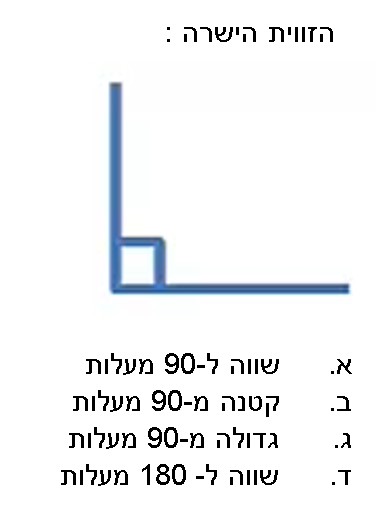 הזווית הישרה :
א. שווה ל-90 מעלות
ב. קטנה מ-90 מעלות
ג. גדולה מ-90 מעלות
ד. שווה ל- 180 מעלות